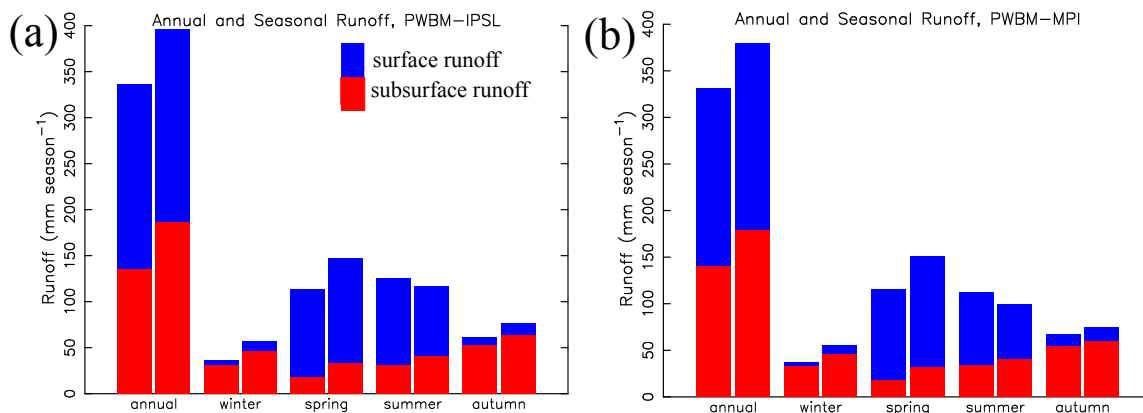 (a)
Annual and Seasonal Runoff, PWBM−IPSL
surface runoff
subsurface runoff
Runoff (mm season−1)
400
350
300
250
200
150
100
50
0
annual winter spring summer autumn
(b)
Annual and Seasonal Runoff, PWBM−MPI
Runoff (mm season−1)
400
350
300
250
200
150
100
50
0
annual winter spring summer autumn